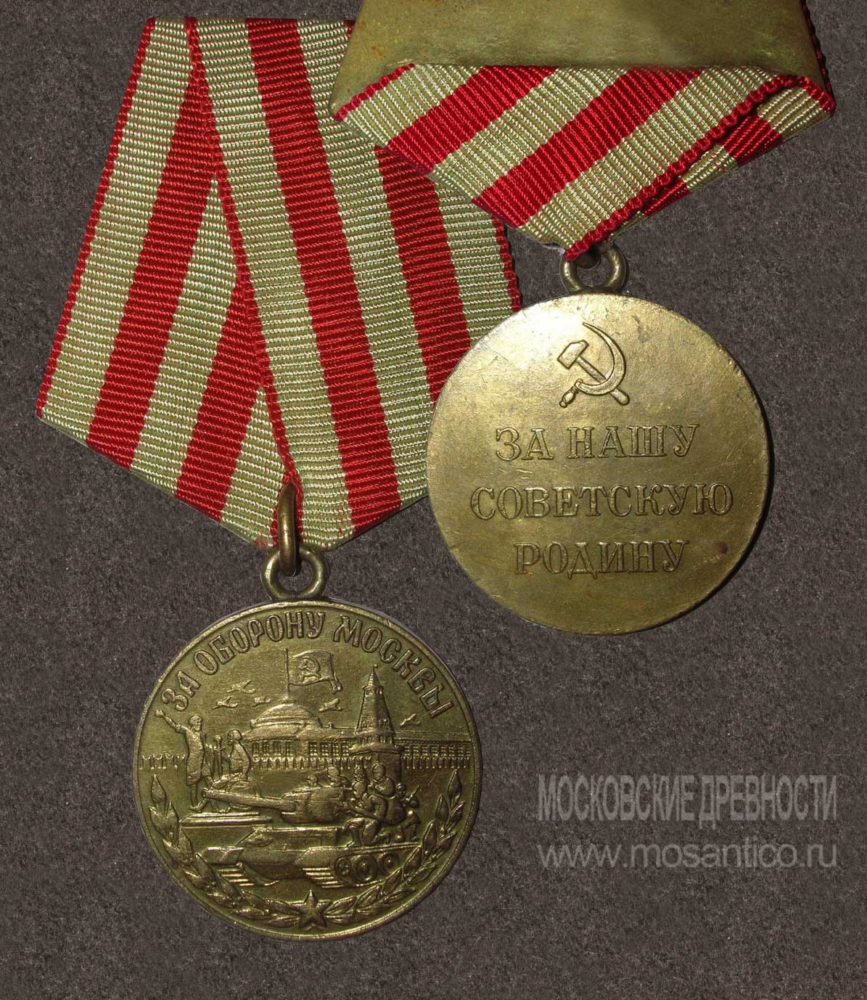 ЗА ОБОРОНУ МОСКВЫ
ЗА НАШУ
СОВЕТСКУЮ
РОДИНУ
МОСКОВСКИЕ ДРЕВНОСТИ
www.mosantico.ru